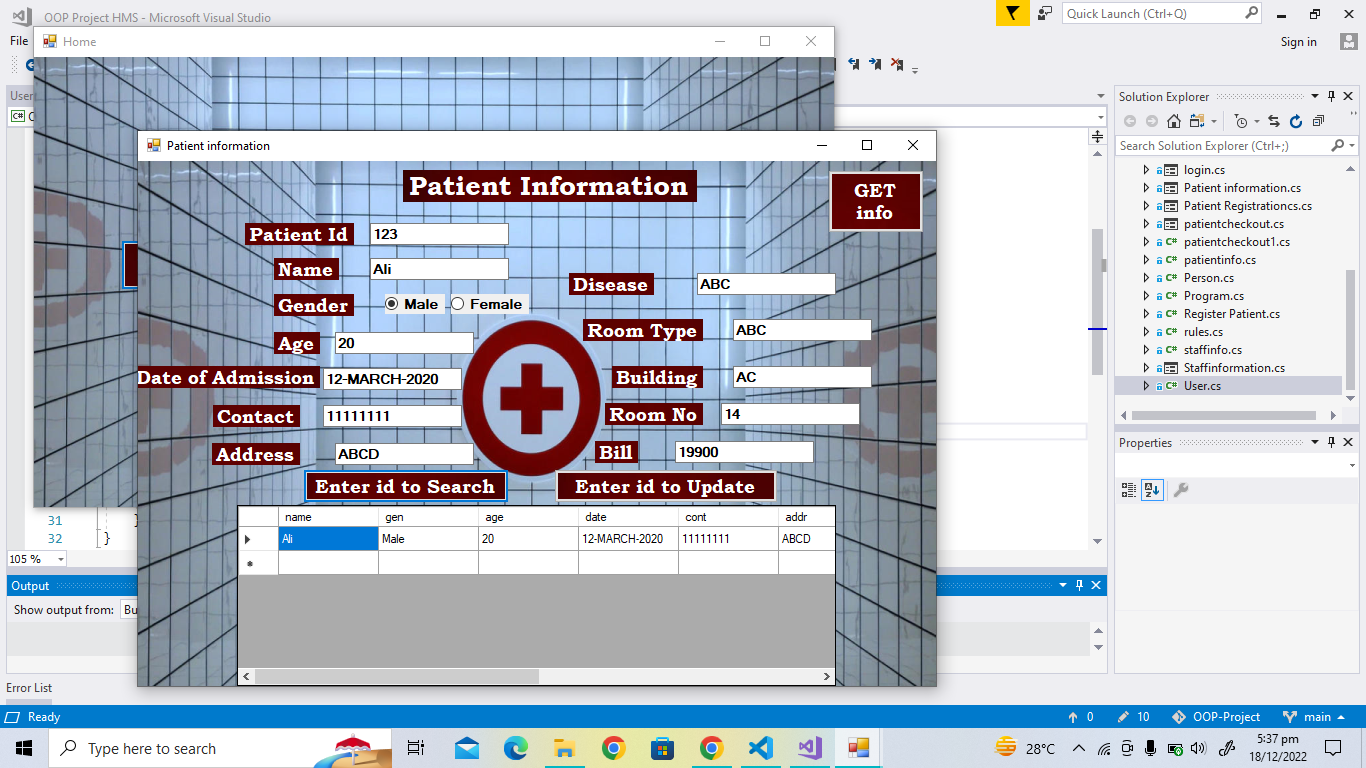 OOP Project HMS - Microsoft Visual Studio
Quick Launch (Ctrl+Q)
File
Home
Sign in
User
Solution Explorer
Search Solution Explorer (Ctrl+;)
login.cs
Patient information.cs
Patient Registrationcs.cs
patientcheckout.cs
patientcheckout1.cs
patientinfo.cs
Person.cs
Program.cs
Register Patient.cs
rules.cs
staffinfo.cs
Staffinformation.cs
User.cs
Properties
Patient information
Patient Information
GET
info
Patient Id 123
Name Ali
Gender Male Female
Age 20
Date of Admission 12-MARCH-2020
Contact 11111111
Address ABCD
Disease ABC
Room Type ABC
Building AC
Room No 14
Bill 19900
Enter id to Search Enter id to Update
name gen age date cont addr
Ali Male 20 12-MARCH-2020 11111111 ABCD
31 }
32 }
105 %
Output
Show output from: Bu
Error List
Ready
0 10 OOP-Project main
Type here to search
28°C
5:37 pm
18/12/2022